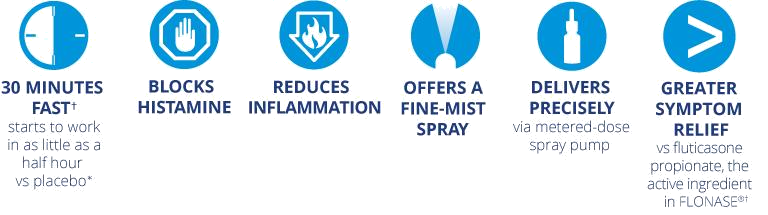 30 MINUTES
FAST†
starts to work
in as little as a
half hour
vs placebo*
BLOCKS
HISTAMINE
REDUCES
INFLAMMATION
OFFERS A
FINE-MIST
SPRAY
DELIVERS
PRECISELY
via metered-dose
spray pump
GREATER
SYMPTOM
RELIEF
vs fluticasone
propionate, the
active ingredient
in FLONASE®†